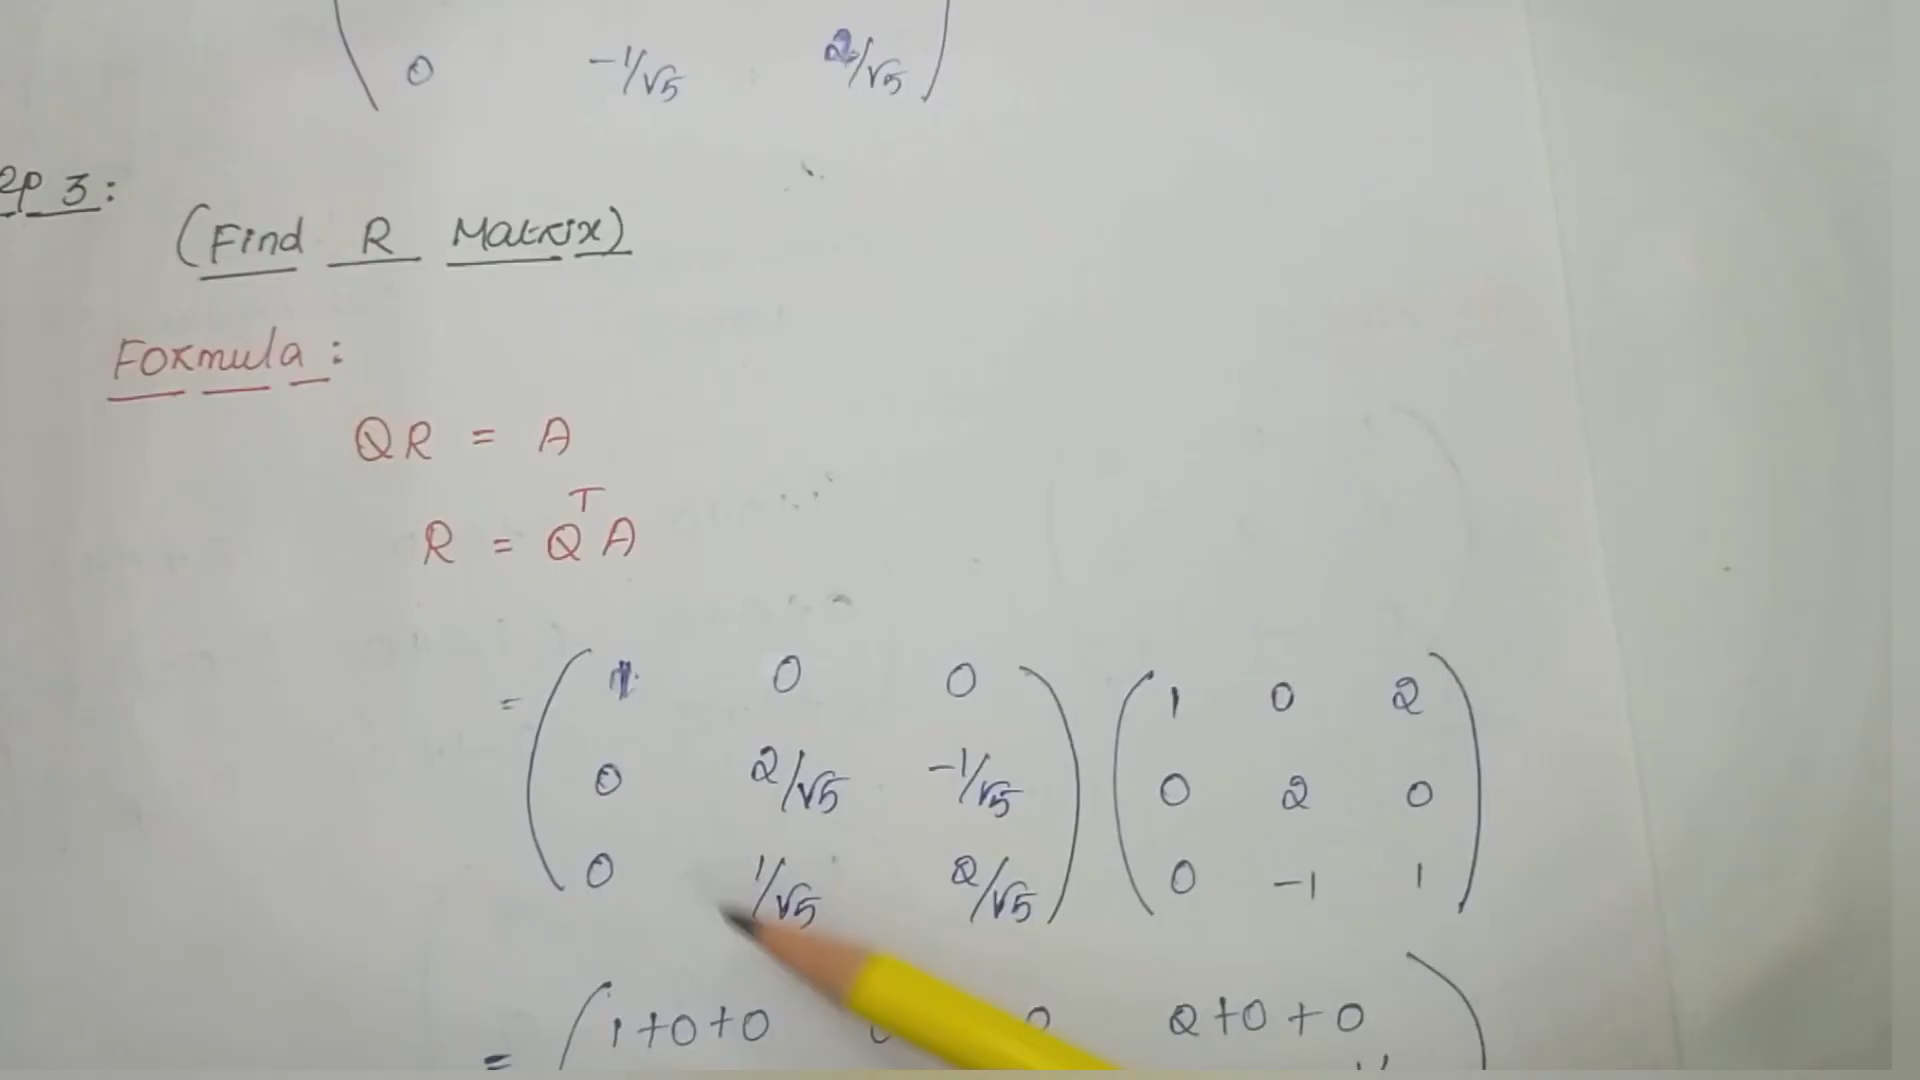 0 -1/√5 2/√5
ep 3:
(Find R Matrix)
Formula:
QR = A
R = Qᵀ A
= ( 1 0 0 ) ( 1 0 2 )
0 2/√5 -1/√5 0 2 0
0 1/√5 2/√5 0 -1 1
= ( 1+0+0 0 2+0+0 )